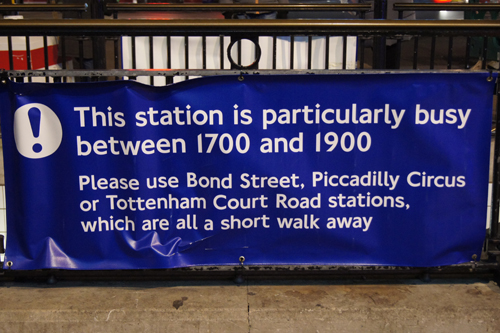 !
This station is particularly busy
between 1700 and 1900
Please use Bond Street, Piccadilly Circus
or Tottenham Court Road stations,
which are all a short walk away